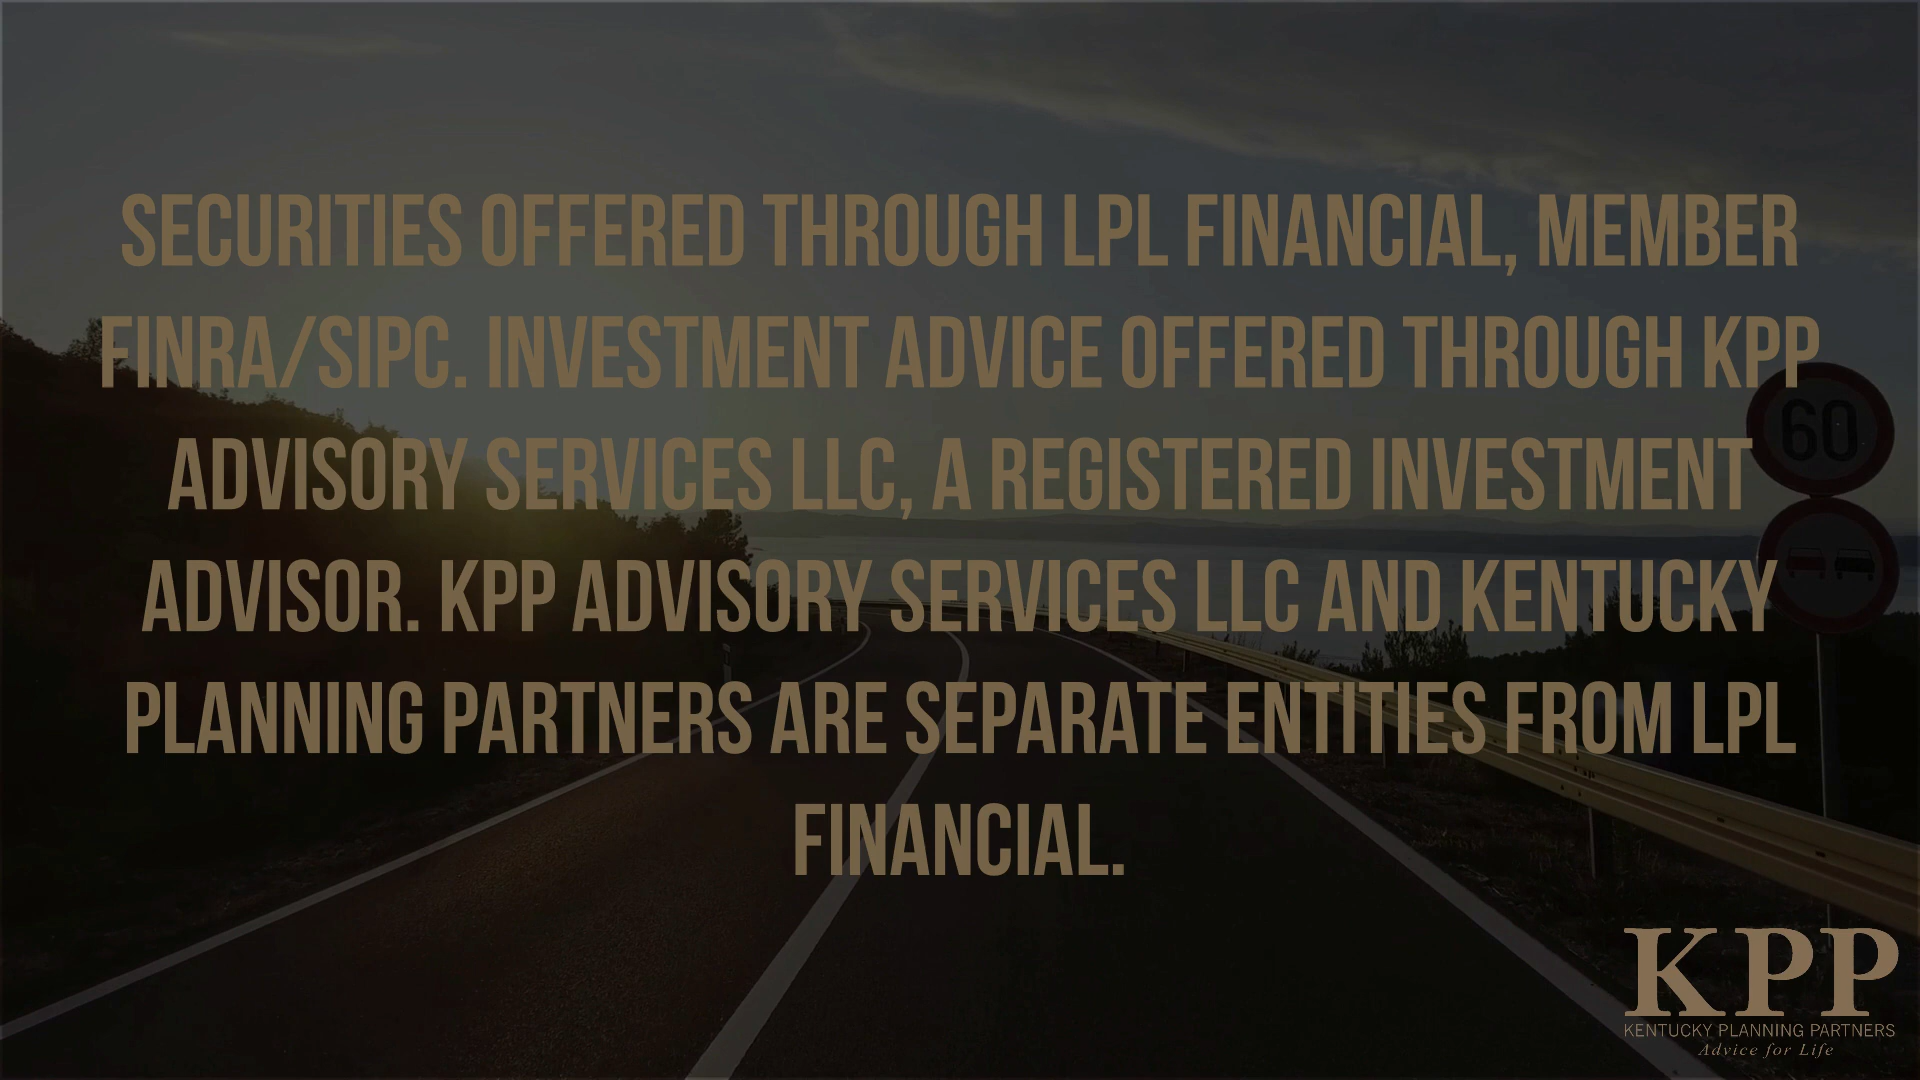 SECURITIES OFFERED THROUGH LPL FINANCIAL, MEMBER
FINRA/SIPC. INVESTMENT ADVICE OFFERED THROUGH KPP
ADVISORY SERVICES LLC, A REGISTERED INVESTMENT
ADVISOR. KPP ADVISORY SERVICES LLC AND KENTUCKY
PLANNING PARTNERS ARE SEPARATE ENTITIES FROM LPL
FINANCIAL.
60
KPP
KENTUCKY PLANNING PARTNERS
Advice for Life